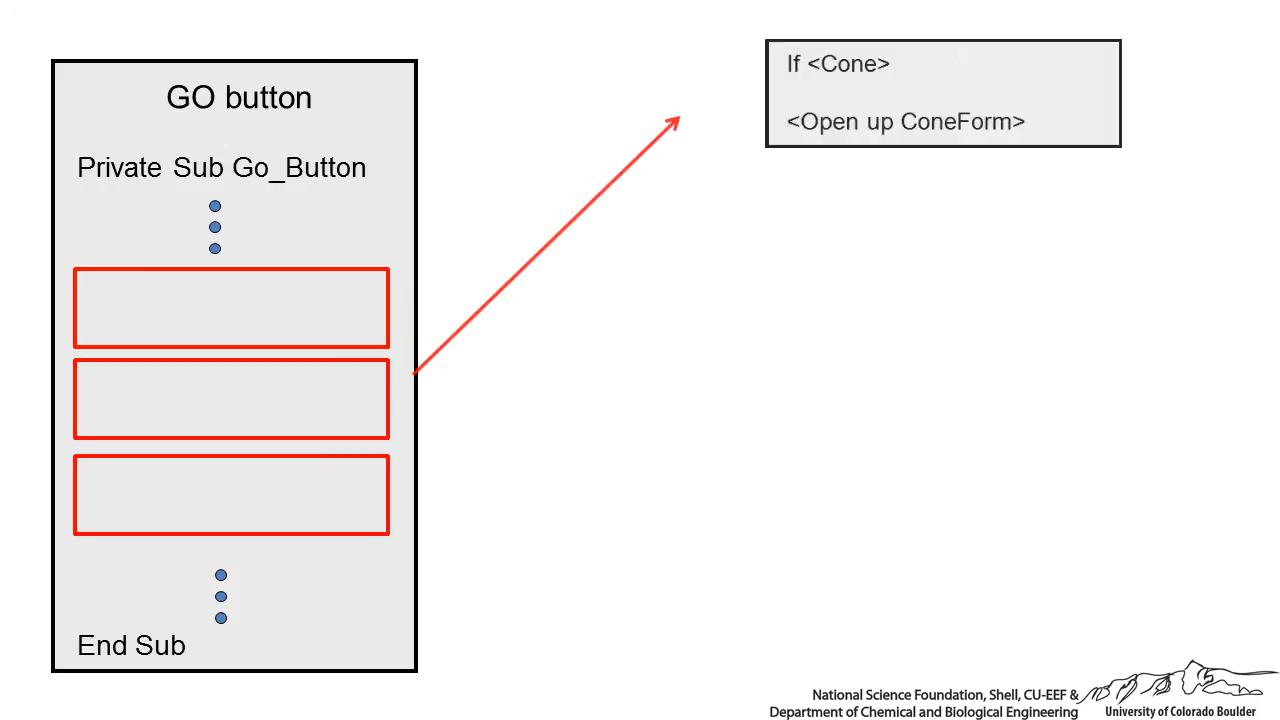 GO button
Private Sub Go_Button
End Sub
If <Cone>
<Open up ConeForm>
National Science Foundation, Shell, CU-EEF &
Department of Chemical and Biological Engineering
University of Colorado Boulder